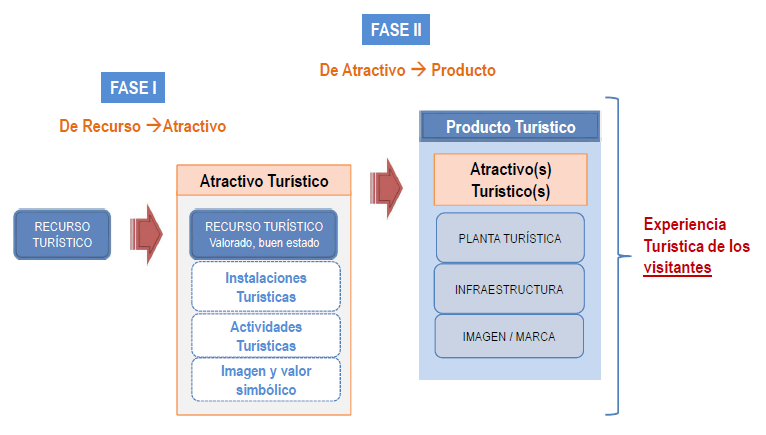 FASE II
De Atractivo → Producto
FASE I
De Recurso →Atractivo
RECURSO
TURÍSTICO
Atractivo Turístico
RECURSO TURÍSTICO
Valorado, buen estado
Instalaciones
Turísticas
Actividades
Turísticas
Imagen y valor
simbólico
Producto Turístico
Atractivo(s)
Turístico(s)
PLANTA TURÍSTICA
INFRAESTRUCTURA
IMAGEN / MARCA
Experiencia
Turística de los
visitantes